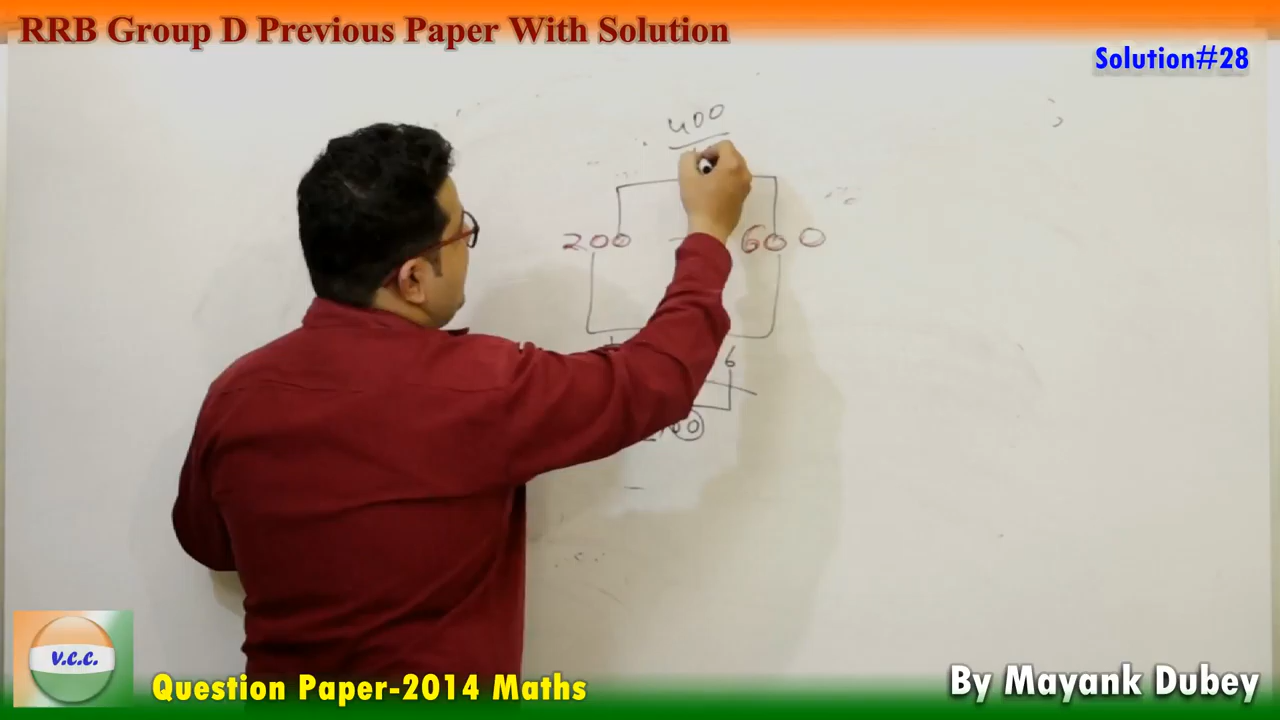 RRB Group D Previous Paper With Solution
Solution#28
400
200 600
6
V.C.C.
Question Paper-2014 Maths
By Mayank Dubey